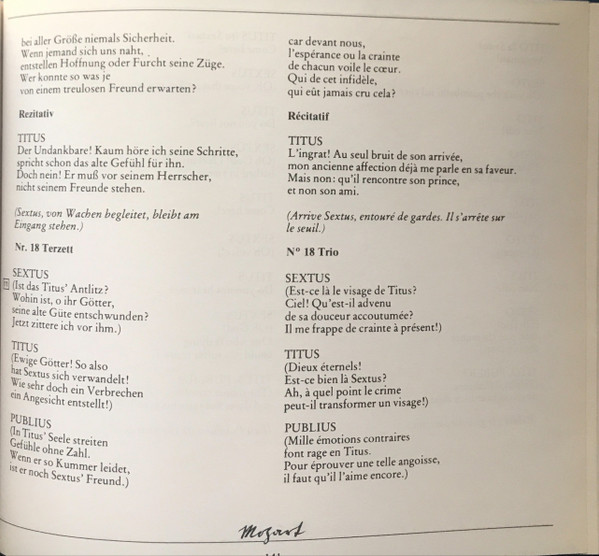 bei aller Größe niemals Sicherheit.
Wenn jemand sich uns naht,
entstellen Hoffnung oder Furcht seine Züge.
Wer konnte so was je
von einem treulosen Freund erwarten?
Rezitativ
TITUS
Der Undankbare! Kaum höre ich seine Schritte,
spricht schon das alte Gefühl für ihn.
Doch nein! Er muß vor seinem Herrscher,
nicht seinem Freunde stehen.
(Sextus, von Wachen begleitet, bleibt am
Eingang stehen.)
Nr. 18 Terzett
SEXTUS
(Ist das Titus' Antlitz?
Wohin ist, o ihr Götter,
seine alte Güte entschwunden?
Jetzt zittere ich vor ihm.)
TITUS
(Ewige Götter! So also
hat Sextus sich verwandelt!
Wie sehr doch ein Verbrechen
ein Angesicht entstellt!)
PUBLIUS
(In Titus' Seele streiten
Gefühle ohne Zahl.
Wenn er so Kummer leidet,
ist er noch Sextus' Freund.)
car devant nous,
l'espérance ou la crainte
de chacun voile le cœur.
Qui de cet infidèle,
qui eût jamais cru cela?
Récitatif
TITUS
L'ingrat! Au seul bruit de son arrivée,
mon ancienne affection déjà me parle en sa faveur.
Mais non: qu'il rencontre son prince,
et non son ami.
(Arrive Sextus, entouré de gardes. Il s'arrête sur
le seuil.)
N° 18 Trio
SEXTUS
(Est-ce là le visage de Titus?
Ciel! Qu'est-il advenu
de sa douceur accoutumée?
Il me frappe de crainte à présent!)
TITUS
(Dieux éternels!
Est-ce bien là Sextus?
Ah, à quel point le crime
peut-il transformer un visage!)
PUBLIUS
(Mille émotions contraires
font rage en Titus.
Pour éprouver une telle angoisse,
il faut qu'il l'aime encore.)
Mozart